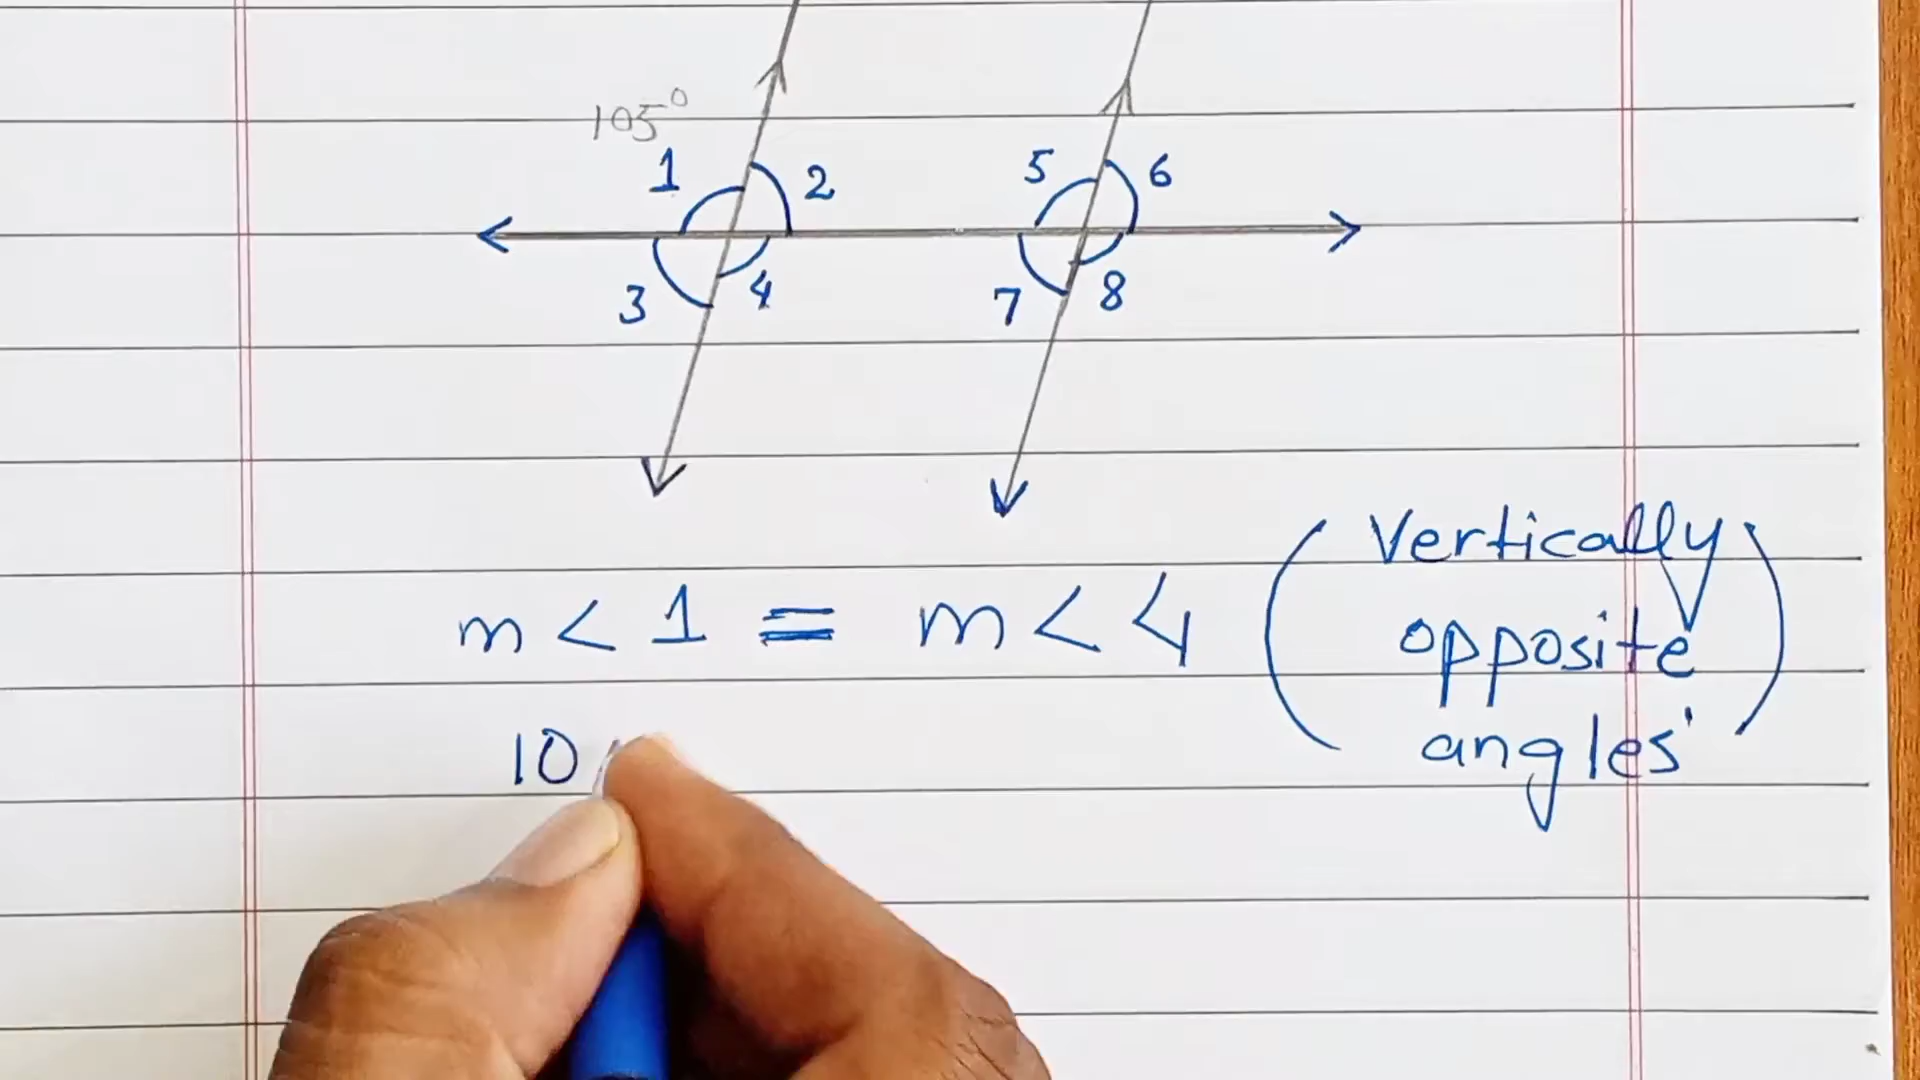 105°
1 2 5 6
3 4 7 8
m < 1 = m < 4 (Vertically
opposite
angles)
10